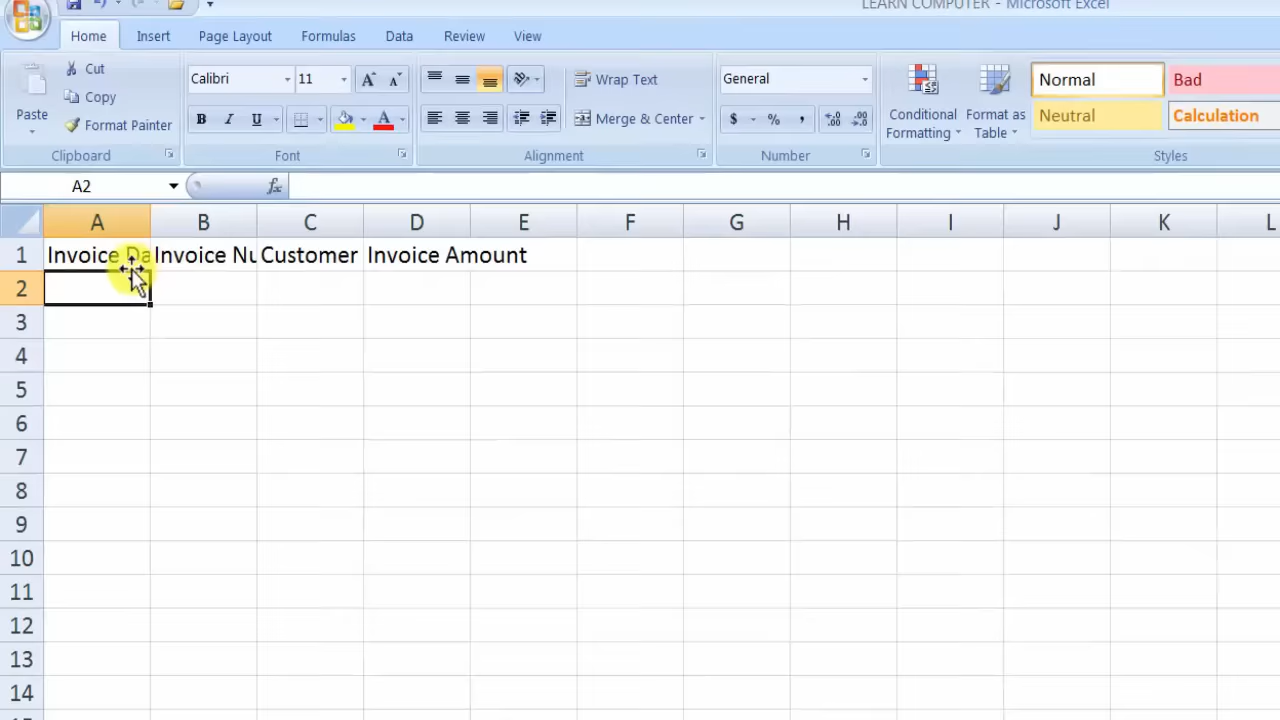 LEARN COMPUTER - Microsoft Excel
Home Insert Page Layout Formulas Data Review View
Paste
Cut
Copy
Format Painter
Clipboard
Calibri 11 A A
B I U A
Font
Wrap Text
Merge & Center
Alignment
General
$ % , .00 .00
Number
Conditional Formatting
Format as Table
Normal Bad
Neutral Calculation
Styles
A2 fx
A B C D E F G H I J K L
1 Invoice Da Invoice Nu Customer Invoice Amount
2
3
4
5
6
7
8
9
10
11
12
13
14